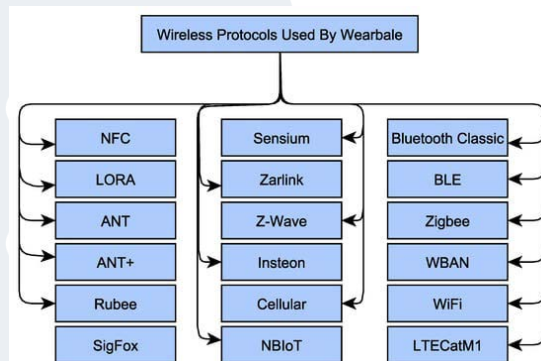 Wireless Protocols Used By Wearbale
NFC
Sensium
Bluetooth Classic
LORA
Zarlink
BLE
ANT
Z-Wave
Zigbee
ANT+
Insteon
WBAN
Rubee
Cellular
WiFi
SigFox
NBIoT
LTECatM1